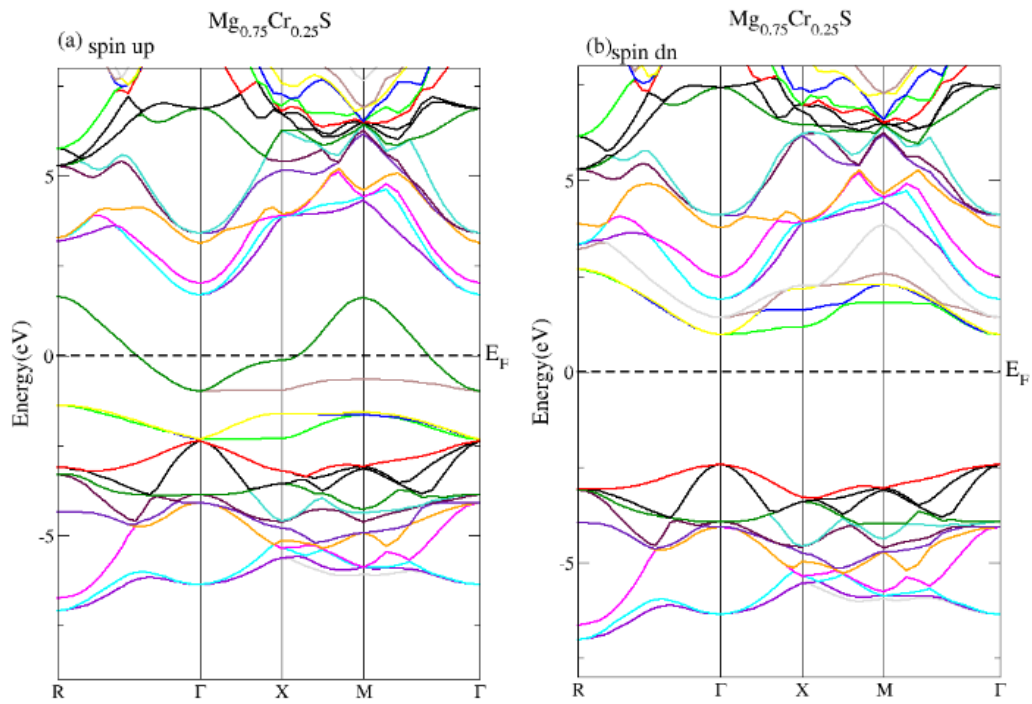 Mg0.75Cr0.25S
(a) spin up
5
0
-5
Energy(eV)
EF
R Γ X M Γ
Mg0.75Cr0.25S
(b) spin dn
5
0
-5
Energy(eV)
EF
R Γ X M Γ